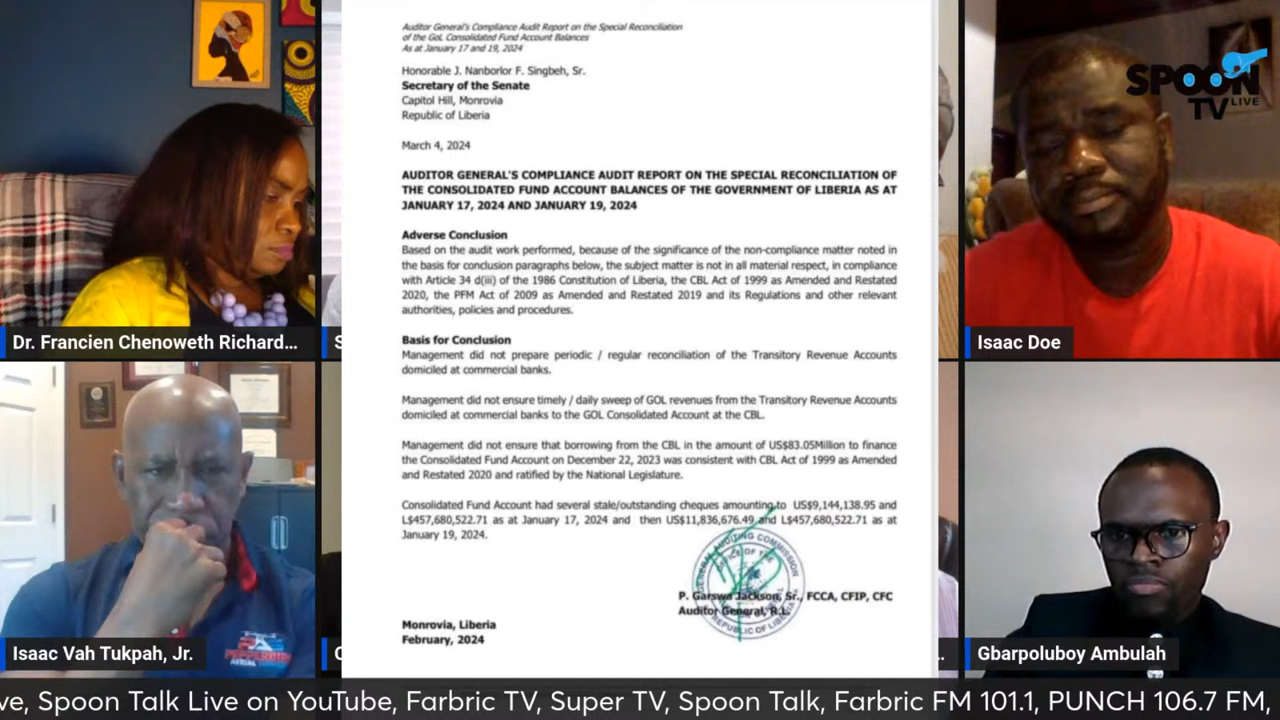 Auditor General's Compliance Audit Report on the Special Reconciliation
of the GoL Consolidated Fund Account Balances
As at January 17 and 19, 2024
Honorable J. Nanborlor F. Singbeh, Sr.
Secretary of the Senate
Capitol Hill, Monrovia
Republic of Liberia
March 4, 2024
AUDITOR GENERAL'S COMPLIANCE AUDIT REPORT ON THE SPECIAL RECONCILIATION OF
THE CONSOLIDATED FUND ACCOUNT BALANCES OF THE GOVERNMENT OF LIBERIA AS AT
JANUARY 17, 2024 AND JANUARY 19, 2024
Adverse Conclusion
Based on the audit work performed, because of the significance of the non-compliance matter noted in
the basis for conclusion paragraphs below, the subject matter is not in all material respect, in compliance
with Article 34 d(iii) of the 1986 Constitution of Liberia, the CBL Act of 1999 as Amended and Restated
2020, the PFM Act of 2009 as Amended and Restated 2019 and its Regulations and other relevant
authorities, policies and procedures.
Basis for Conclusion
Management did not prepare periodic / regular reconciliation of the Transitory Revenue Accounts
domiciled at commercial banks.
Management did not ensure timely / daily sweep of GOL revenues from the Transitory Revenue Accounts
domiciled at commercial banks to the GOL Consolidated Account at the CBL.
Management did not ensure that borrowing from the CBL in the amount of US$83.05Million to finance
the Consolidated Fund Account on December 22, 2023 was consistent with CBL Act of 1999 as Amended
and Restated 2020 and ratified by the National Legislature.
Consolidated Fund Account had several stale/outstanding cheques amounting to US$9,144,138.95 and
L$457,680,522.71 as at January 17, 2024 and then US$11,836,676.49 and L$457,680,522.71 as at
January 19, 2024.
P. Garswa Jackson, Sr., FCCA, CFIP, CFC
Auditor General, R.L.
Monrovia, Liberia
February, 2024
SPOON
TV LIVE
Dr. Francien Chenoweth Richard...
S
Isaac Doe
Isaac Vah Tukpah, Jr.
Gbarpoluboy Ambulah
ve, Spoon Talk Live on YouTube, Farbric TV, Super TV, Spoon Talk, Farbric FM 101.1, PUNCH 106.7 FM,